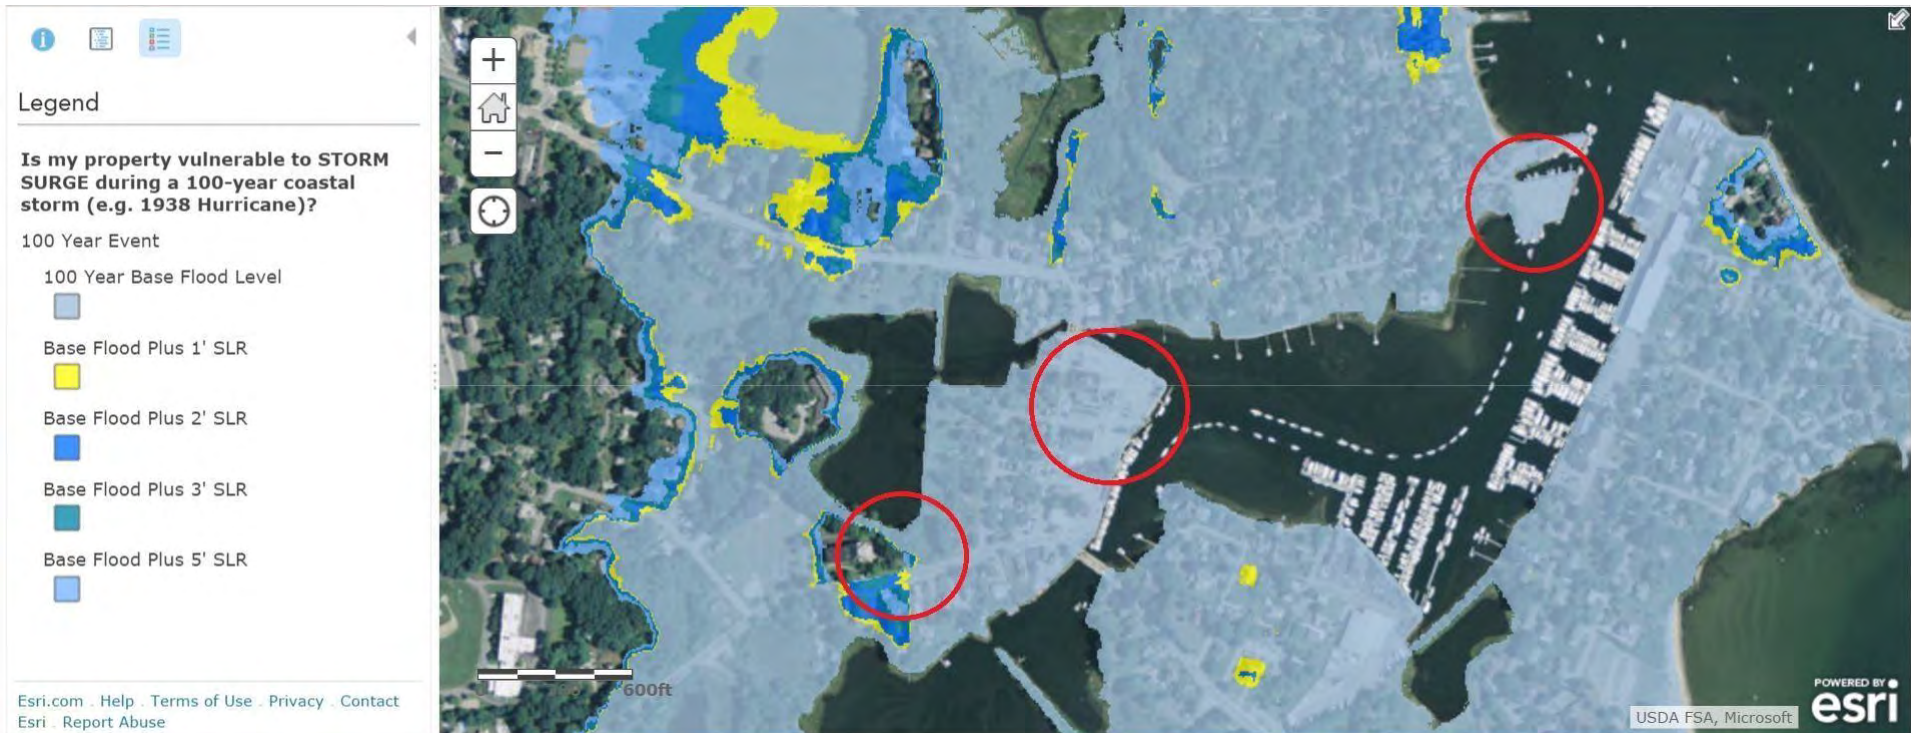 Legend
Is my property vulnerable to STORM
SURGE during a 100-year coastal
storm (e.g. 1938 Hurricane)?
100 Year Event
100 Year Base Flood Level
Base Flood Plus 1' SLR
Base Flood Plus 2' SLR
Base Flood Plus 3' SLR
Base Flood Plus 5' SLR
Esri.com . Help . Terms of Use . Privacy . Contact
Esri . Report Abuse
600ft
POWERED BY
esri
USDA FSA, Microsoft